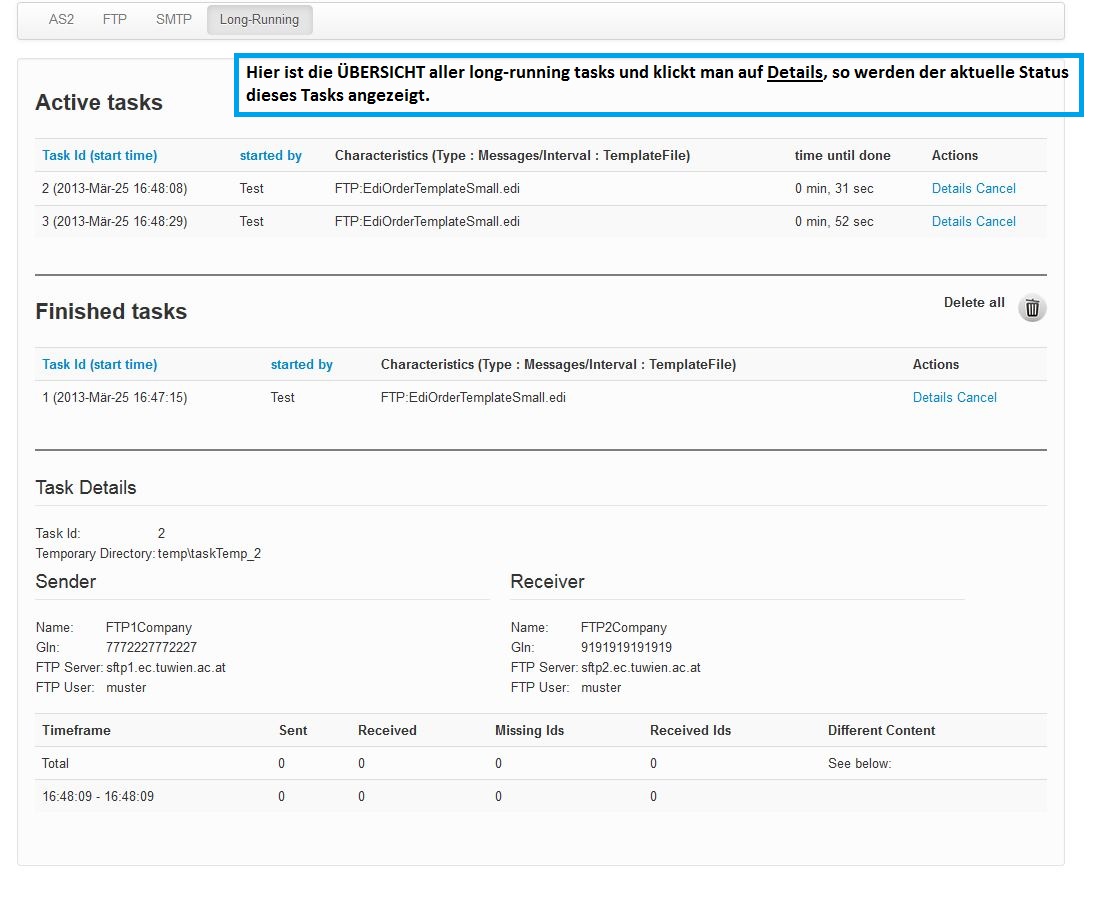 AS2 FTP SMTP Long-Running
Hier ist die ÜBERSICHT aller long-running tasks und klickt man auf Details, so werden der aktuelle Status
dieses Tasks angezeigt.
Active tasks
Task Id (start time) started by Characteristics (Type : Messages/Interval : TemplateFile) time until done Actions
2 (2013-Mär-25 16:48:08) Test FTP:EdiOrderTemplateSmall.edi 0 min, 31 sec Details Cancel
3 (2013-Mär-25 16:48:29) Test FTP:EdiOrderTemplateSmall.edi 0 min, 52 sec Details Cancel
Finished tasks Delete all
Task Id (start time) started by Characteristics (Type : Messages/Interval : TemplateFile) Actions
1 (2013-Mär-25 16:47:15) Test FTP:EdiOrderTemplateSmall.edi Details Cancel
Task Details
Task Id: 2
Temporary Directory: temp\taskTemp_2
Sender Receiver
Name: FTP1Company Name: FTP2Company
Gln: 7772227772227 Gln: 9191919191919
FTP Server: sftp1.ec.tuwien.ac.at FTP Server: sftp2.ec.tuwien.ac.at
FTP User: muster FTP User: muster
Timeframe Sent Received Missing Ids Received Ids Different Content
Total 0 0 0 0 See below:
16:48:09 - 16:48:09 0 0 0 0